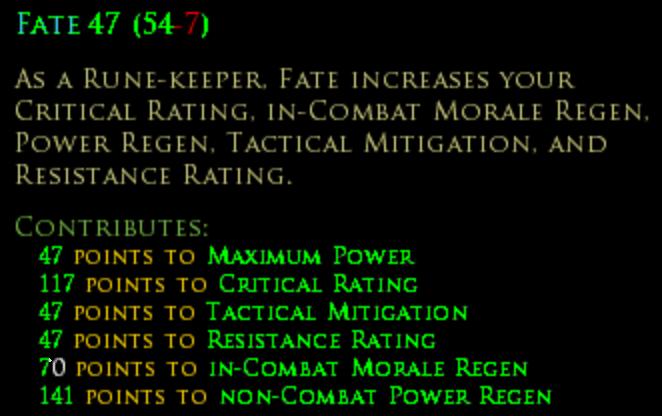 Fate 47 (54-7)
As a Rune-keeper, Fate increases your
Critical Rating, in-Combat Morale Regen,
Power Regen, Tactical Mitigation, and
Resistance Rating.
Contributes:
47 points to Maximum Power
117 points to Critical Rating
47 points to Tactical Mitigation
47 points to Resistance Rating
70 points to in-Combat Morale Regen
141 points to non-Combat Power Regen